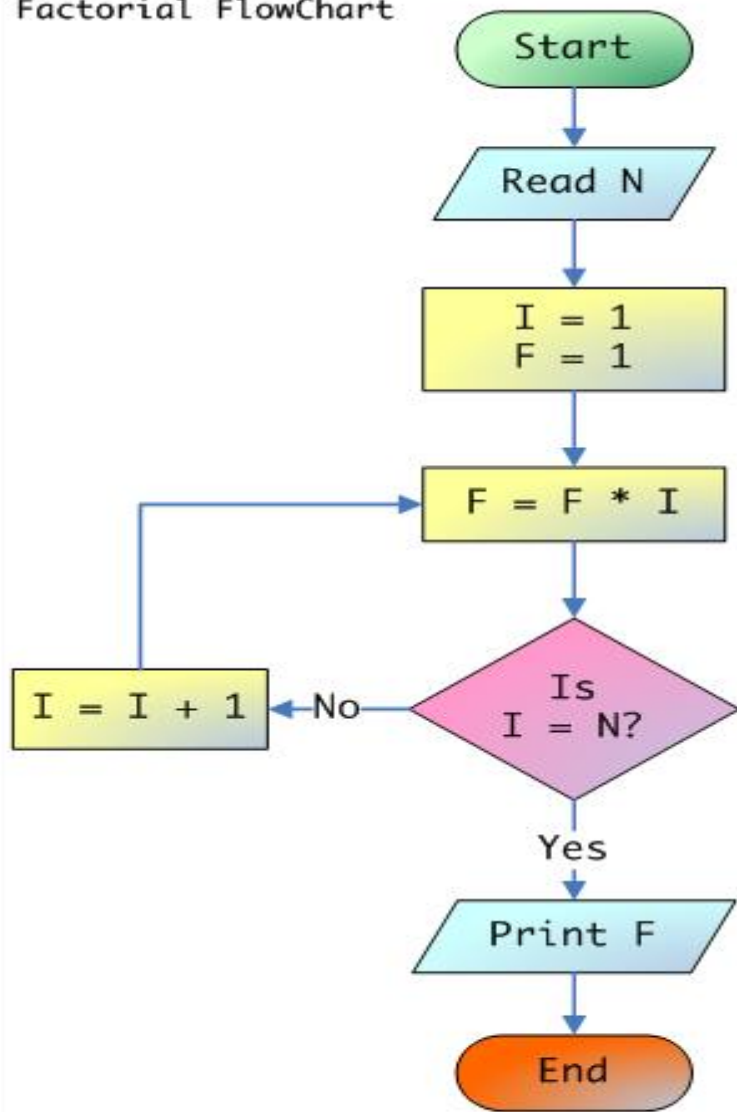 Factorial FlowChart
Start
Read N
I = 1
F = 1
F = F * I
Is
I = N?
No
I = I + 1
Yes
Print F
End